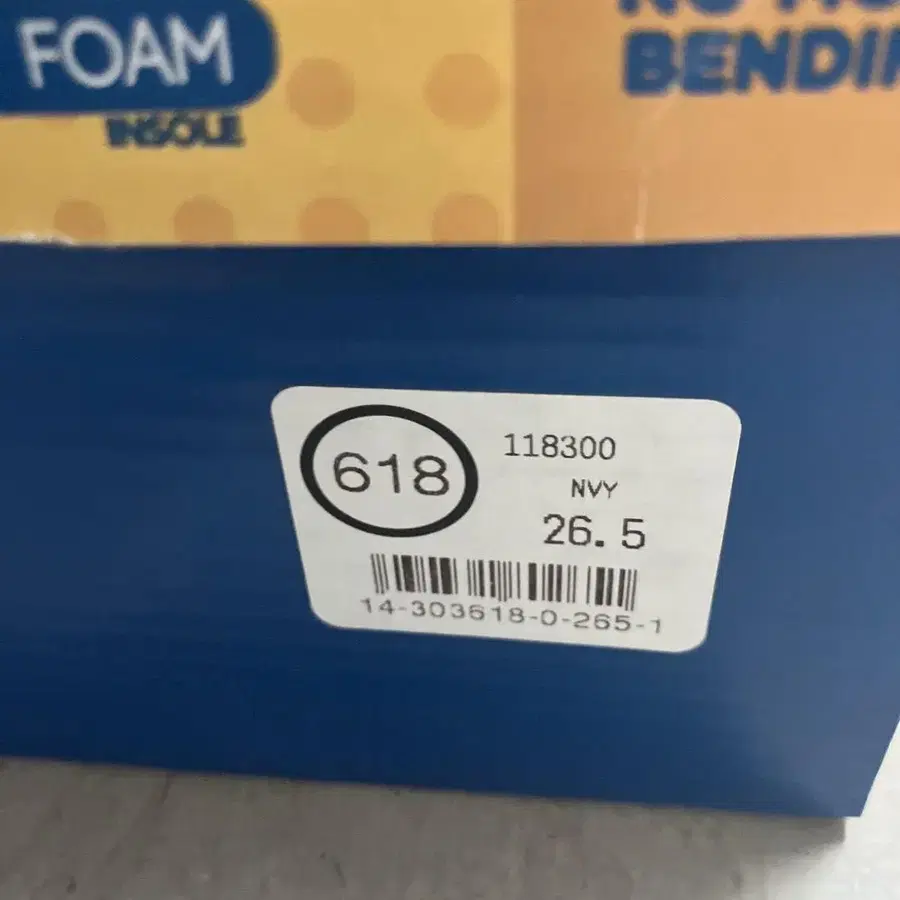 FOAM
INSOLE
BENDI
618
118300
NVY
26.5
14-303618-0-265-1